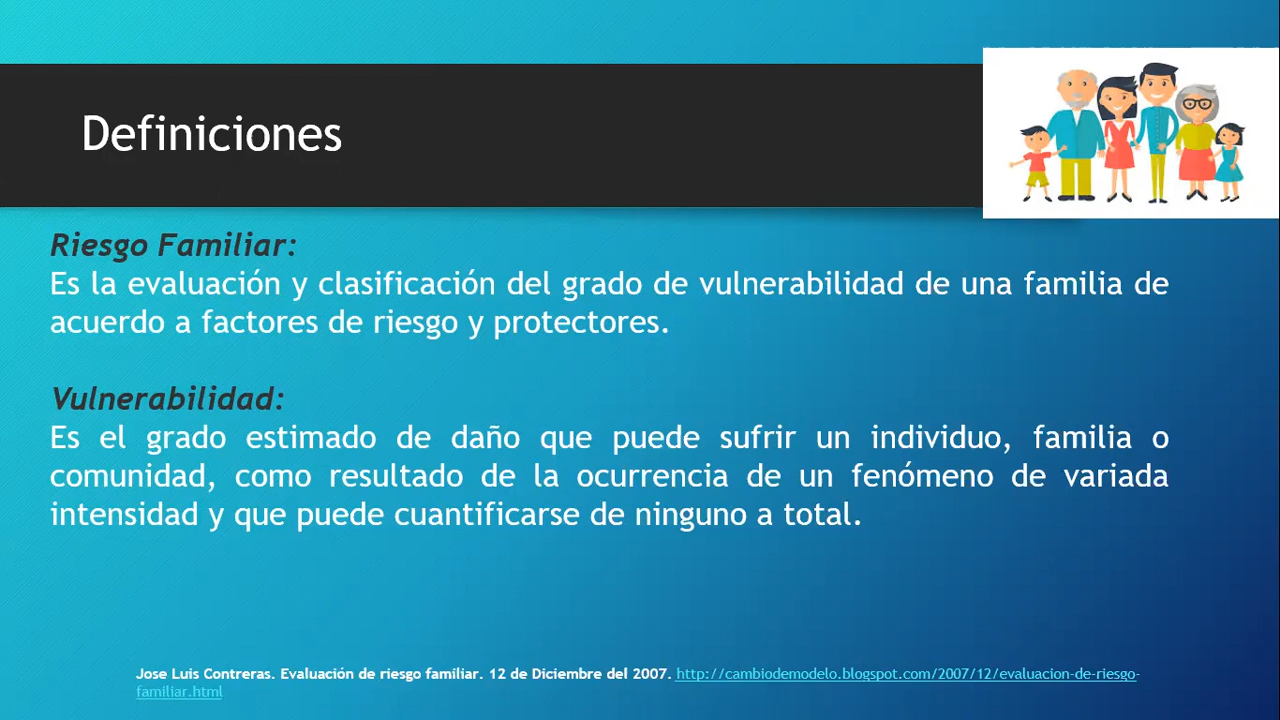 Definiciones
Riesgo Familiar:
Es la evaluación y clasificación del grado de vulnerabilidad de una familia de
acuerdo a factores de riesgo y protectores.
Vulnerabilidad:
Es el grado estimado de daño que puede sufrir un individuo, familia o
comunidad, como resultado de la ocurrencia de un fenómeno de variada
intensidad y que puede cuantificarse de ninguno a total.
Jose Luis Contreras. Evaluación de riesgo famíliar. 12 de Diciembre del 2007. http://cambiodemodelo.blogspot.com/2007/12/evaluacion-de-riesgo-
familiar.html